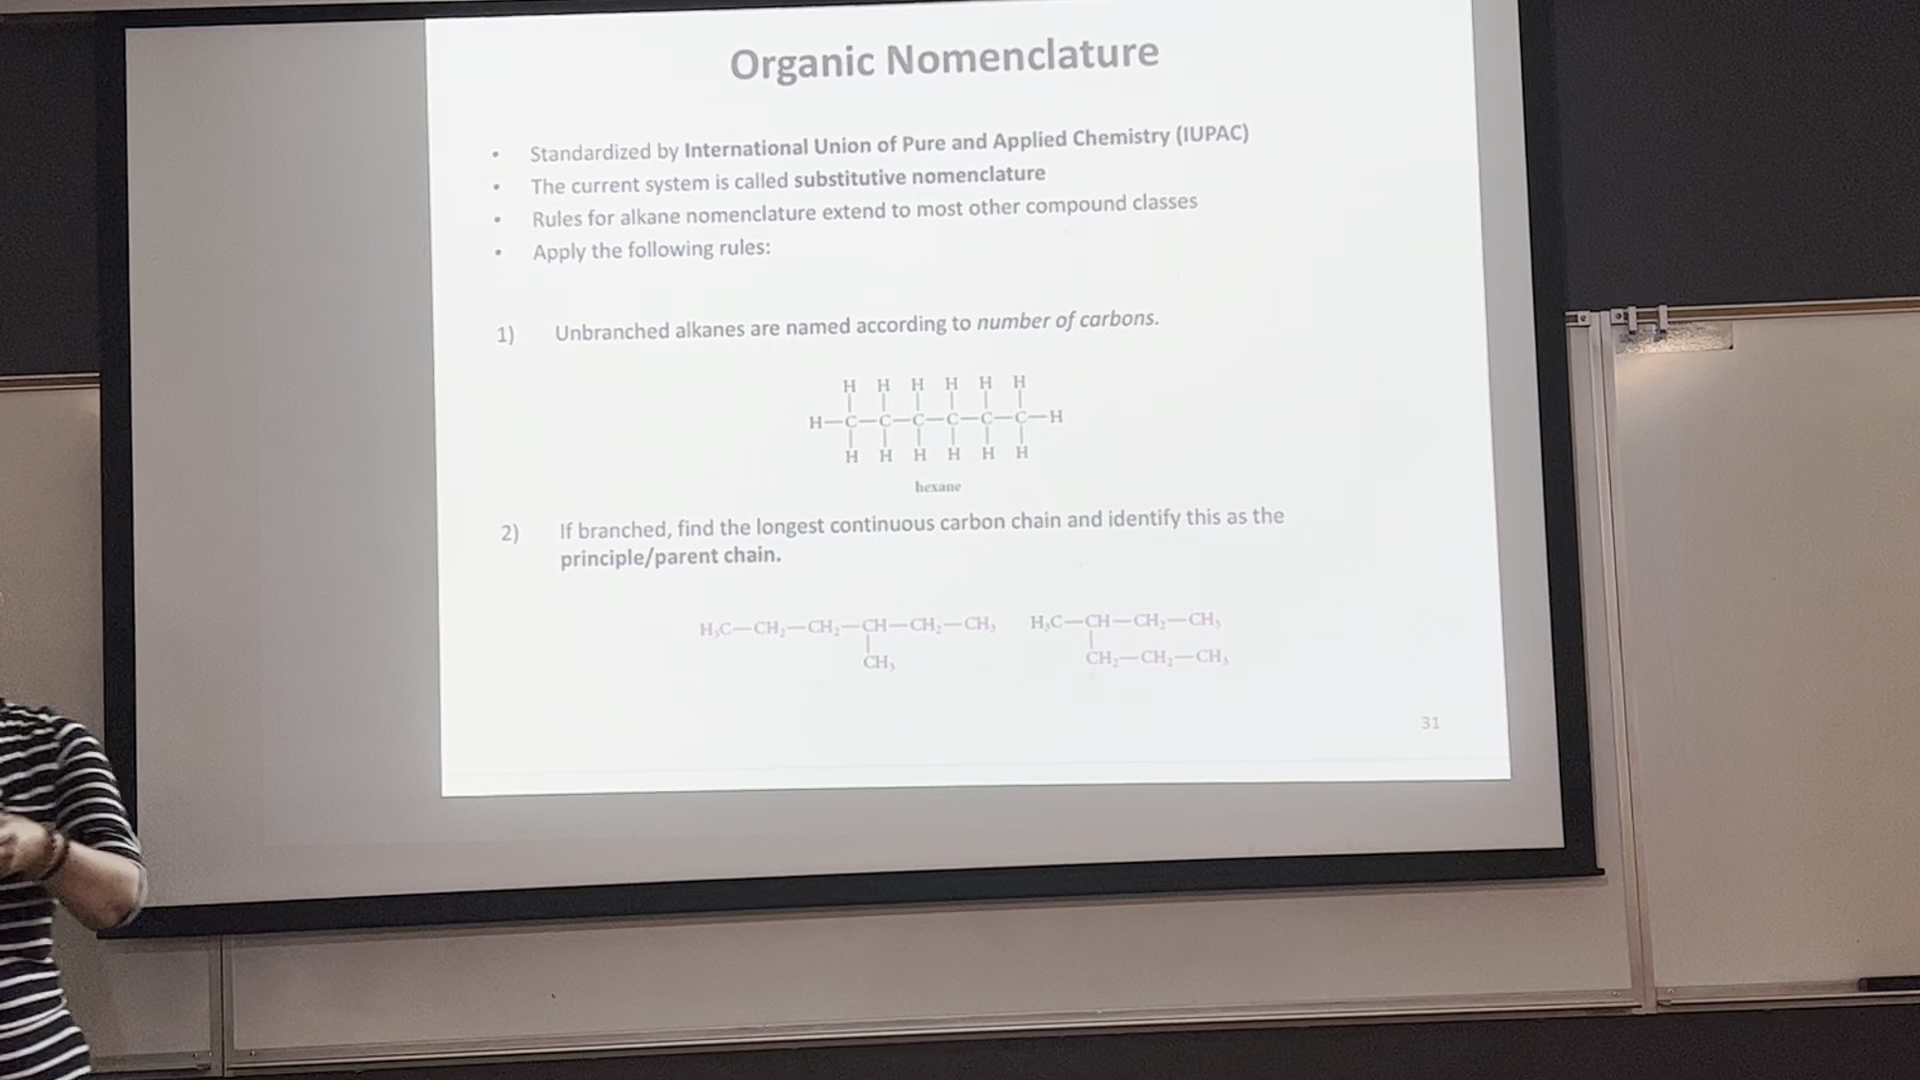 Organic Nomenclature
• Standardized by International Union of Pure and Applied Chemistry (IUPAC)
• The current system is called substitutive nomenclature
• Rules for alkane nomenclature extend to most other compound classes
• Apply the following rules:
1) Unbranched alkanes are named according to number of carbons.
H H H H H H
H—C—C—C—C—C—C—H
H H H H H H
hexane
2) If branched, find the longest continuous carbon chain and identify this as the
principle/parent chain.
H₃C—CH₂—CH₂—CH—CH₂—CH₃ H₃C—CH—CH₂—CH₃
CH₃ CH₂—CH₂—CH₃
31